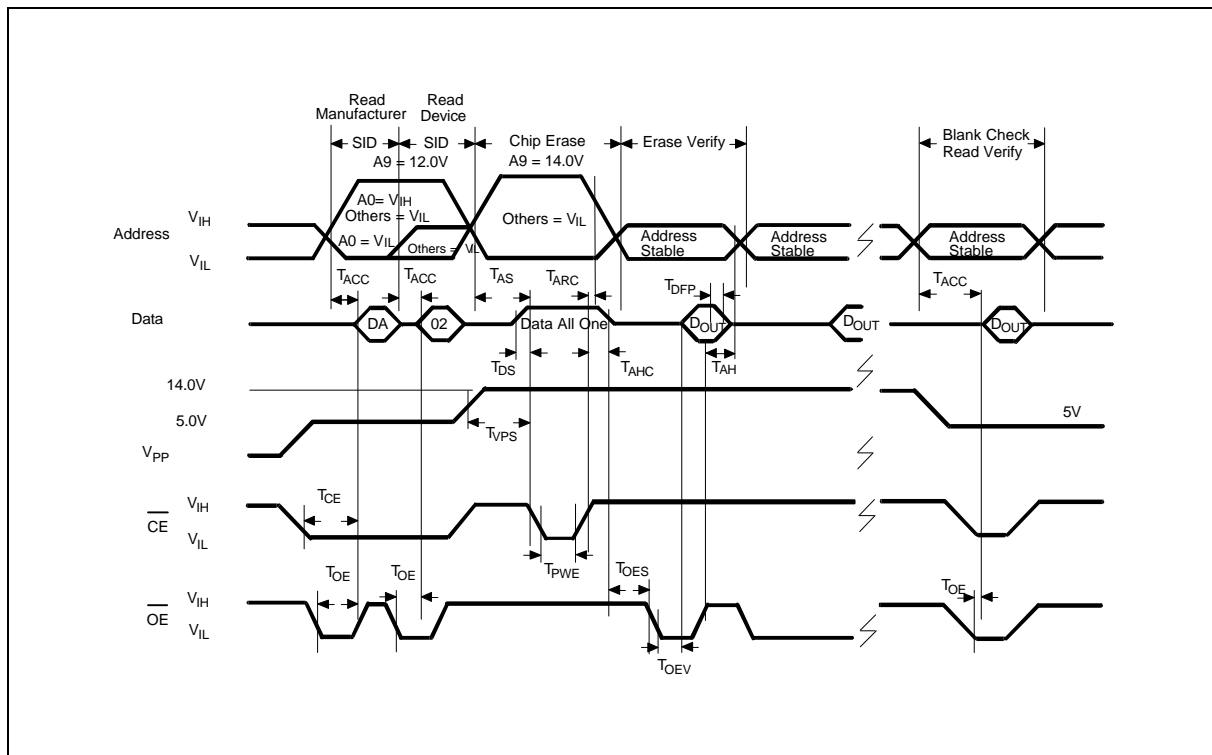 Read
Manufacturer
Read
Device
SID
SID
Chip Erase
Erase Verify
Blank Check
Read Verify
A9 = 12.0V
A9 = 14.0V
Address
VIH
VIL
A0= VIH
Others = VIL
A0 = VIL
Others = VIL
Others = VIL
Address
Stable
Address
Stable
Address
Stable
TACC
TACC
TAS
TARC
TDFP
TACC
Data
DA
02
Data All One
DOUT
DOUT
DOUT
TDS
TAHC
TAH
14.0V
5.0V
VPP
TVPS
5V
CE
VIH
VIL
TCE
TPWE
OE
VIH
VIL
TOE
TOE
TOES
TOE
TOEV